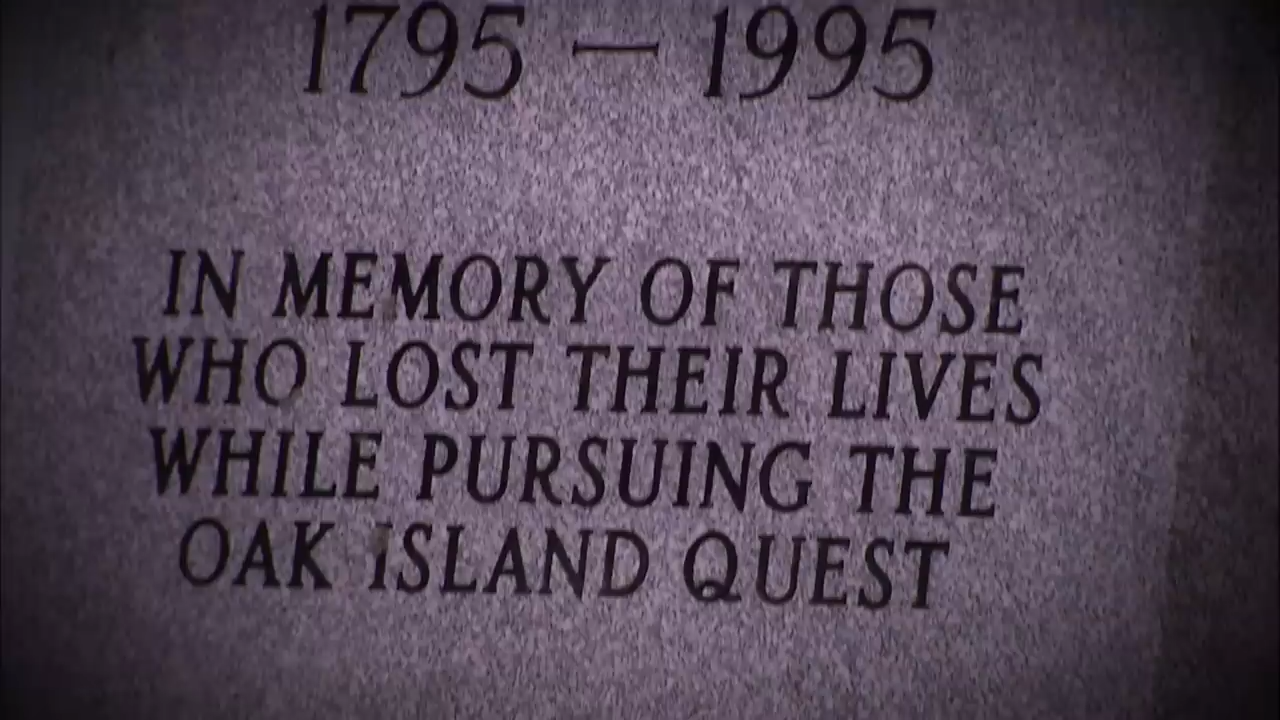 1795 — 1995
IN MEMORY OF THOSE
WHO LOST THEIR LIVES
WHILE PURSUING THE
OAK ISLAND QUEST